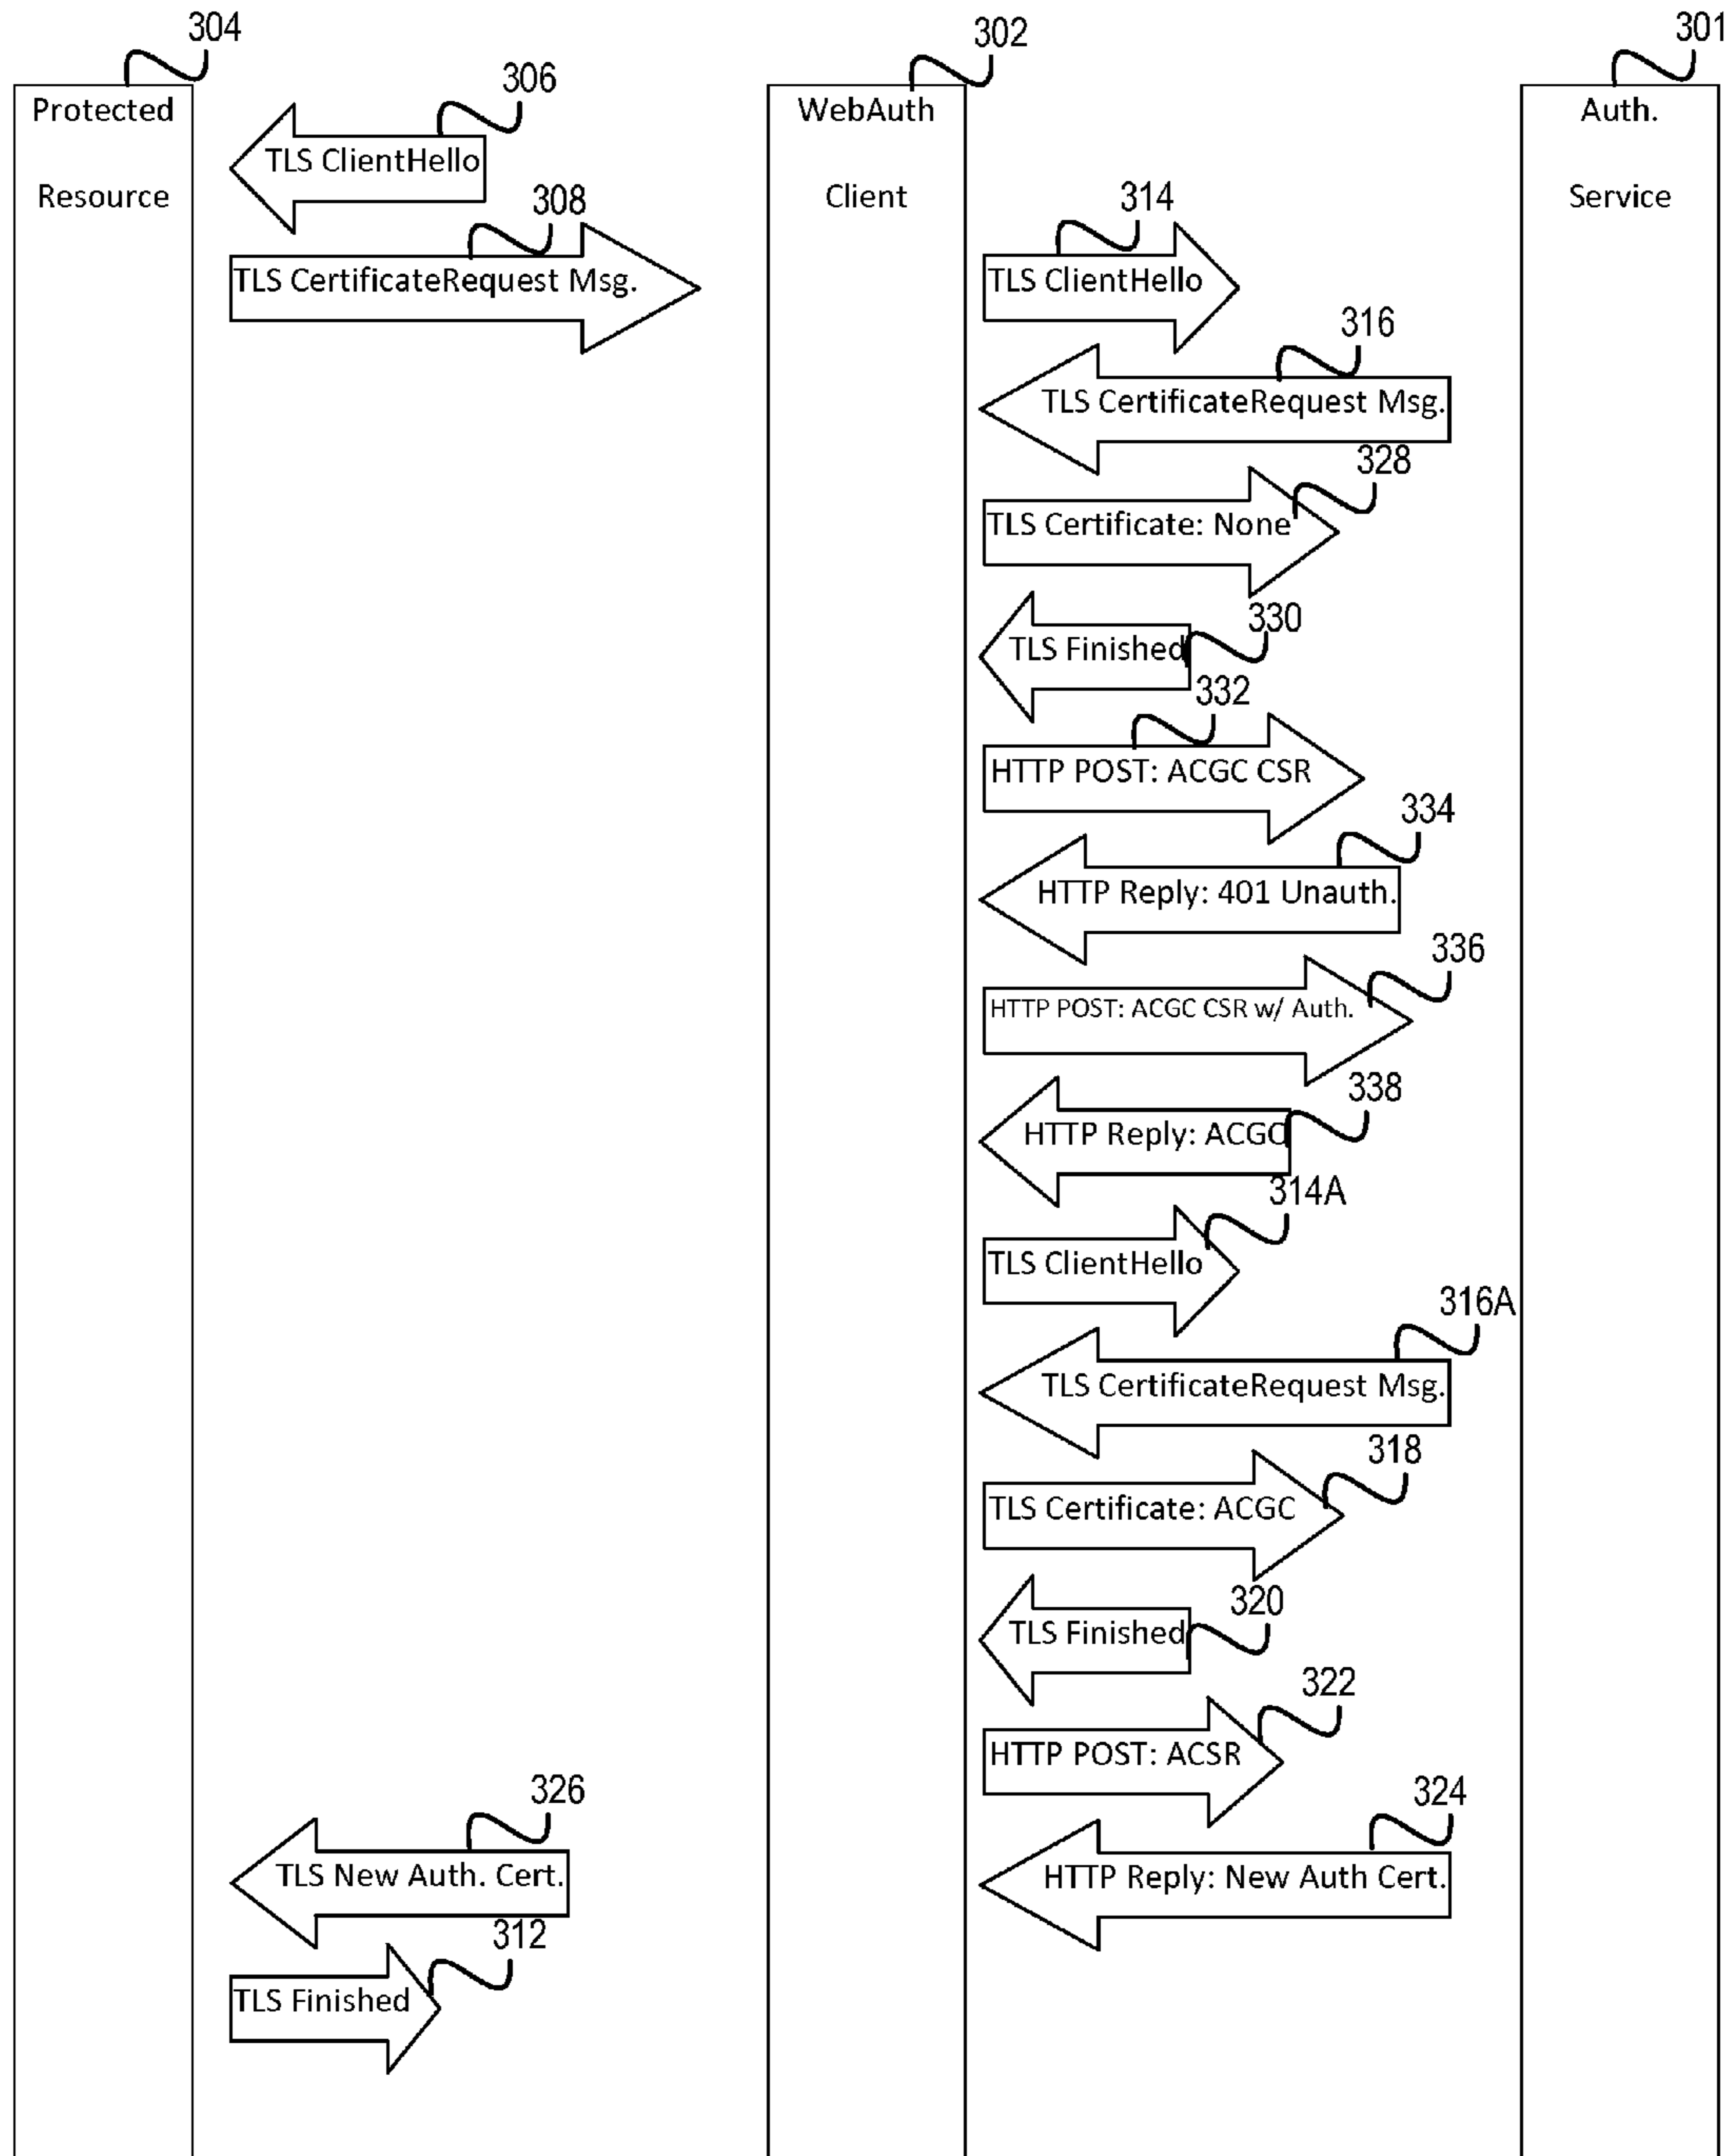 304
302
301
Protected
Resource
WebAuth
Client
Auth.
Service
306
TLS ClientHello
308
TLS CertificateRequest Msg.
314
TLS ClientHello
316
TLS CertificateRequest Msg.
328
TLS Certificate: None
330
TLS Finished
332
HTTP POST: ACGC CSR
334
HTTP Reply: 401 Unauth.
336
HTTP POST: ACGC CSR w/ Auth.
338
HTTP Reply: ACGC
314A
TLS ClientHello
316A
TLS CertificateRequest Msg.
318
TLS Certificate: ACGC
320
TLS Finished
322
HTTP POST: ACSR
326
TLS New Auth. Cert.
324
HTTP Reply: New Auth Cert.
312
TLS Finished